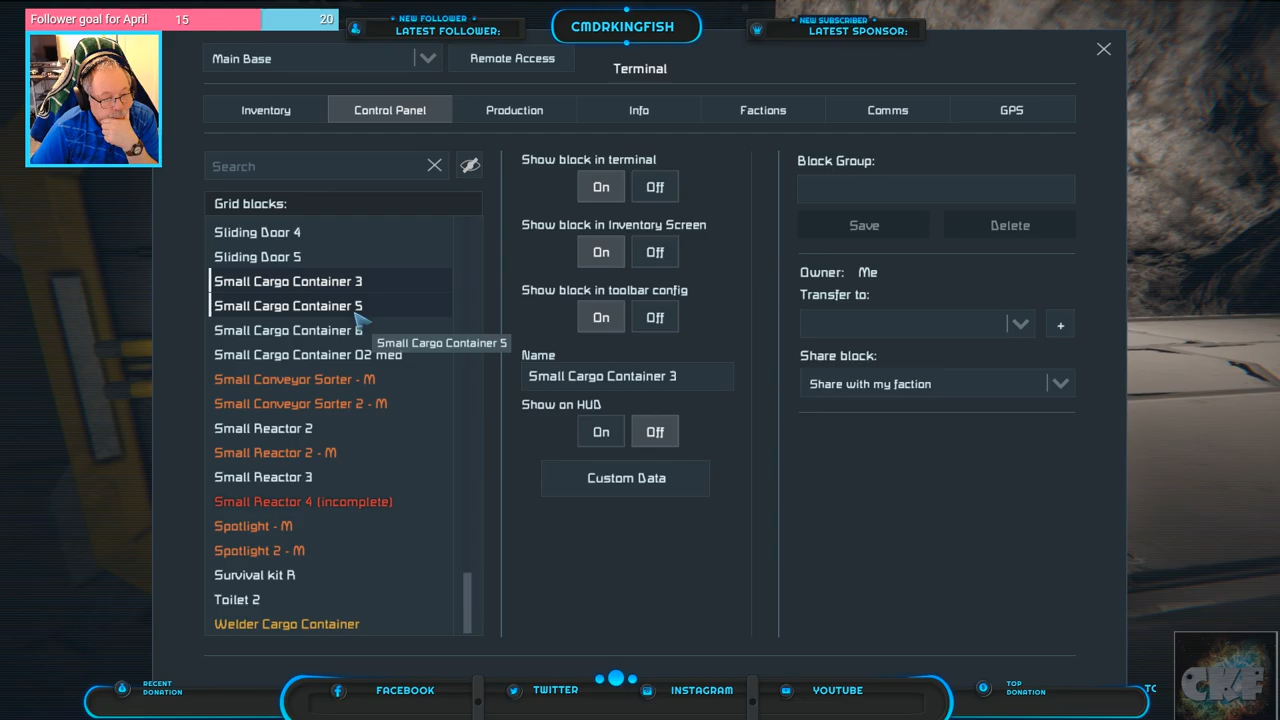 Follower goal for April 15 20
NEW FOLLOWER
LATEST FOLLOWER:
CMDRKINGFISH
NEW SUBSCRIBER
LATEST SPONSOR:
Main Base
Remote Access
Terminal
Inventory
Control Panel
Production
Info
Factions
Comms
GPS
Search
Grid blocks:
Sliding Door 4
Sliding Door 5
Small Cargo Container 3
Small Cargo Container 5
Small Cargo Container 6
Small Cargo Container O2 med
Small Conveyor Sorter - M
Small Conveyor Sorter 2 - M
Small Reactor 2
Small Reactor 2 - M
Small Reactor 3
Small Reactor 4 (incomplete)
Spotlight - M
Spotlight 2 - M
Survival kit R
Toilet 2
Welder Cargo Container
Small Cargo Container 5
Show block in terminal
On Off
Show block in Inventory Screen
On Off
Show block in toolbar config
On Off
Name
Small Cargo Container 3
Show on HUD
On Off
Custom Data
Block Group:
Save Delete
Owner: Me
Transfer to:
+
Share block:
Share with my faction
RECENT
DONATION
FACEBOOK
TWITTER
INSTAGRAM
YOUTUBE
TOP
DONATION
TO
CKF